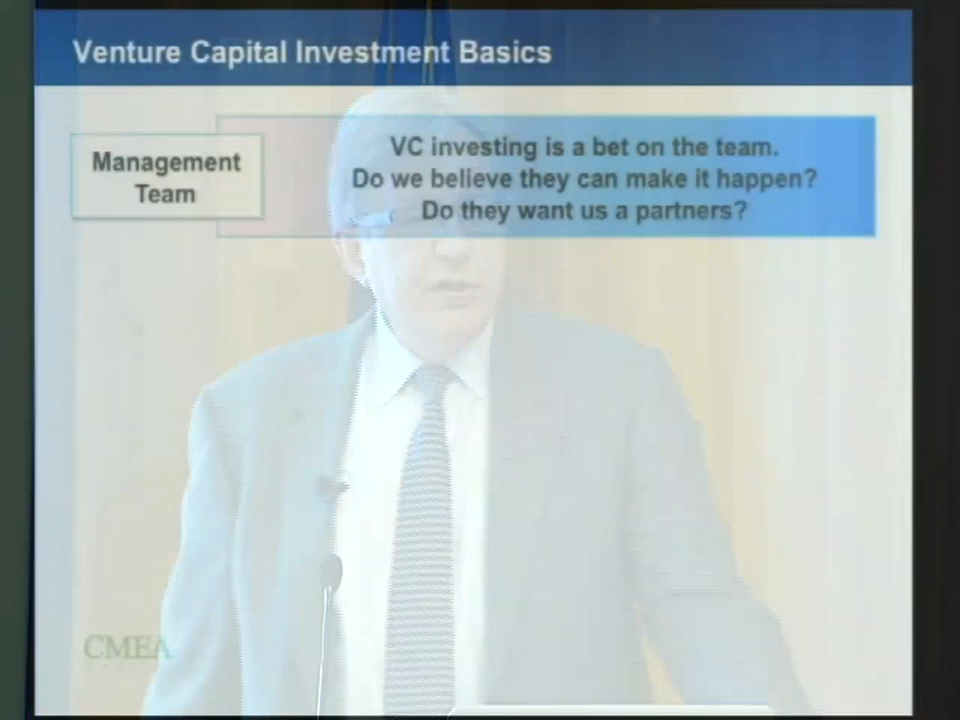 Venture Capital Investment Basics
Management
Team
VC investing is a bet on the team.
Do we believe they can make it happen?
Do they want us a partners?
CMEA